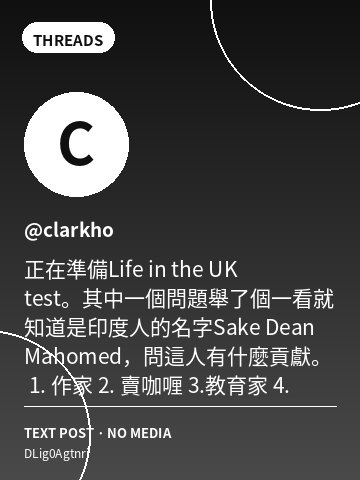 THREADS
C
@clarkho
正在準備Life in the UK
test。其中一個問題舉了個一看就
知道是印度人的名字Sake Dean
Mahomed，問這人有什麼貢獻。
1. 作家 2. 賣咖喱 3.教育家 4.
TEXT POST · NO MEDIA